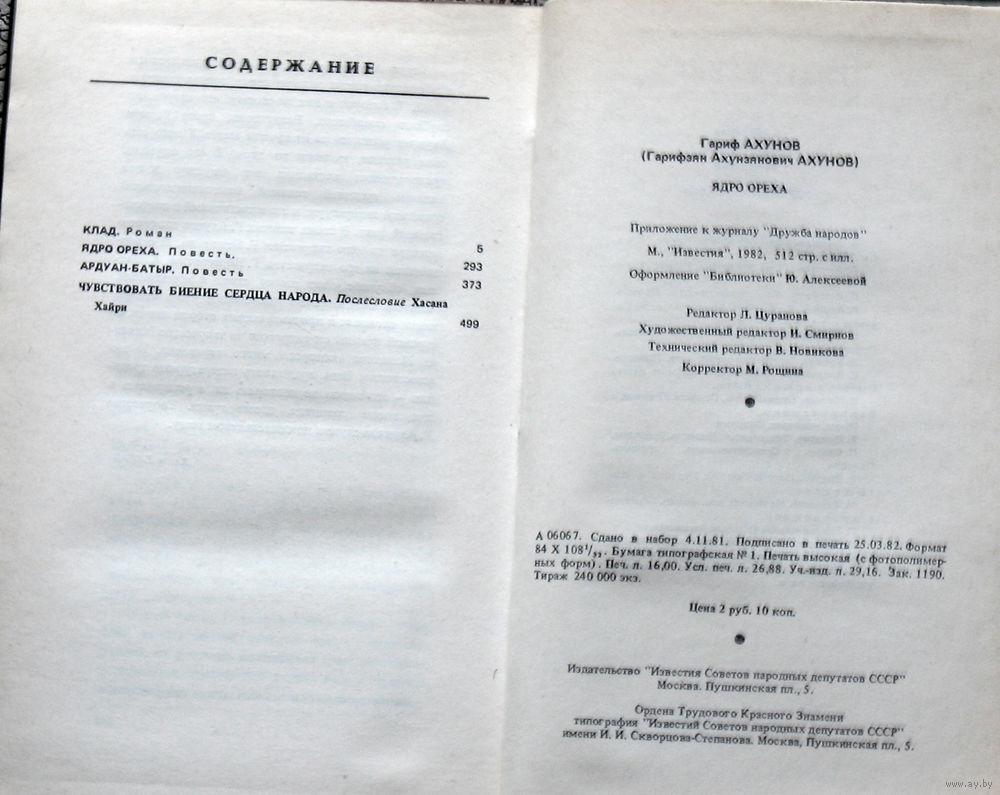 СОДЕРЖАНИЕ
КЛАД. Роман
5
ЯДРО ОРЕХА. Повесть.
293
АРДУАН-БАТЫР. Повесть
373
ЧУВСТВОВАТЬ БИЕНИЕ СЕРДЦА НАРОДА. Послесловие Хасана
Хайри
499
Гариф АХУНОВ
(Гарифзян Ахунзянович АХУНОВ)
ЯДРО ОРЕХА
Приложение к журналу "Дружба народов"
М., "Известия", 1982, 512 стр. с илл.
Оформление "Библиотеки" Ю. Алексеевой
Редактор Л. Цуранова
Художественный редактор И. Смирнов
Технический редактор В. Новикова
Корректор М. Рощина
А 06067. Сдано в набор 4.11.81. Подписано в печать 25.03.82. Формат
84 X 108 1/32. Бумага типографская № 1. Печать высокая (с фотополимер-
ных форм). Печ. л. 16,00. Усл. печ. л. 26,88. Уч.-изд. л. 29,16. Зак. 1190.
Тираж 240 000 экз.
Цена 2 руб. 10 коп.
Издательство "Известия Советов народных депутатов СССР"
Москва. Пушкинская пл., 5.
Ордена Трудового Красного Знамени
типография "Известий Советов народных депутатов СССР"
имени И. И. Скворцова-Степанова. Москва, Пушкинская пл., 5.
www.ay.by